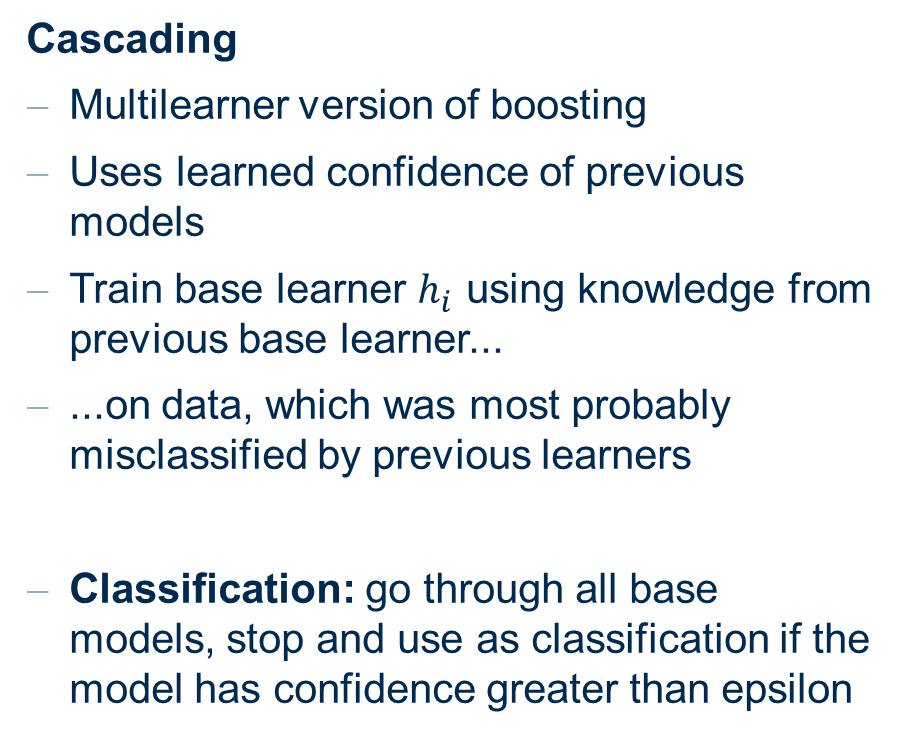 Cascading
– Multilearner version of boosting
– Uses learned confidence of previous
models
– Train base learner hᵢ using knowledge from
previous base learner...
– ...on data, which was most probably
misclassified by previous learners
– Classification: go through all base
models, stop and use as classification if the
model has confidence greater than epsilon